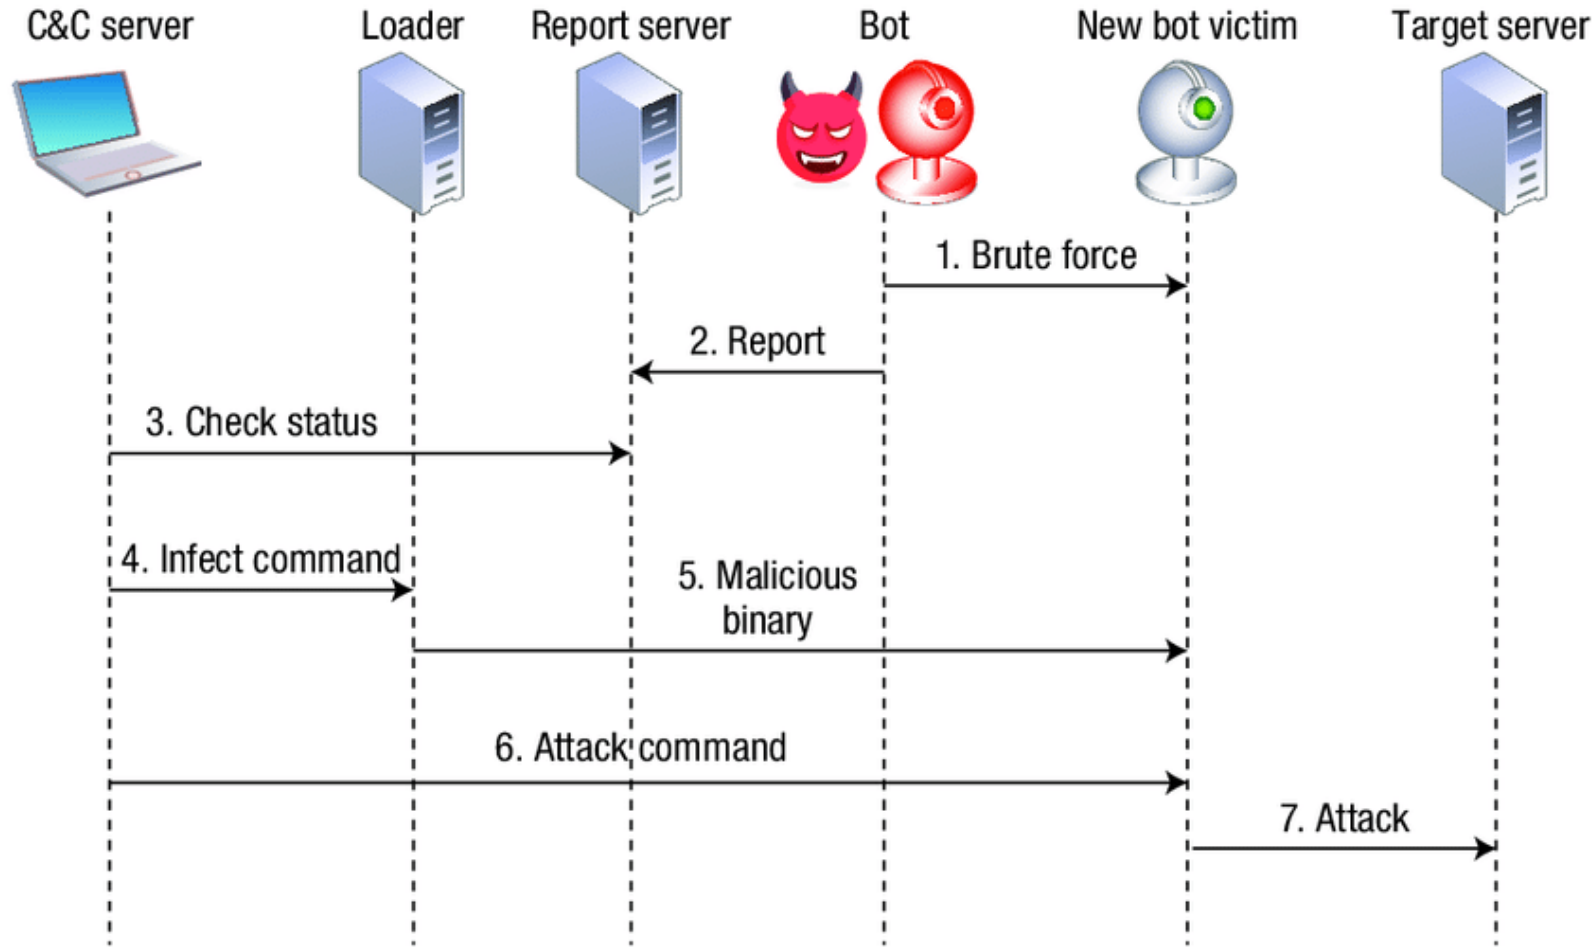 C&C server
Loader
Report server
Bot
New bot victim
Target server
1. Brute force
2. Report
3. Check status
4. Infect command
5. Malicious
binary
6. Attack command
7. Attack